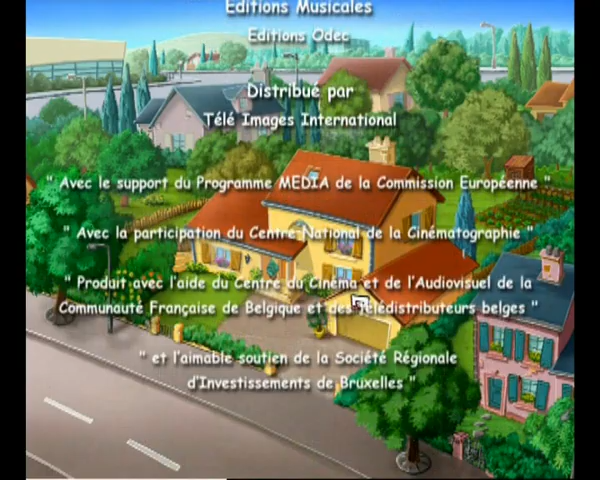 Editions Musicales
Editions Odec
Distribué par
Télé Images International
" Avec le support du Programme MEDIA de la Commission Européenne "
" Avec la participation du Centre National de la Cinématographie "
" Produit avec l'aide du Centre du Cinéma et de l'Audiovisuel de la
Communauté Française de Belgique et des Télédistributeurs belges "
" et l'aimable soutien de la Société Régionale
d'Investissements de Bruxelles "